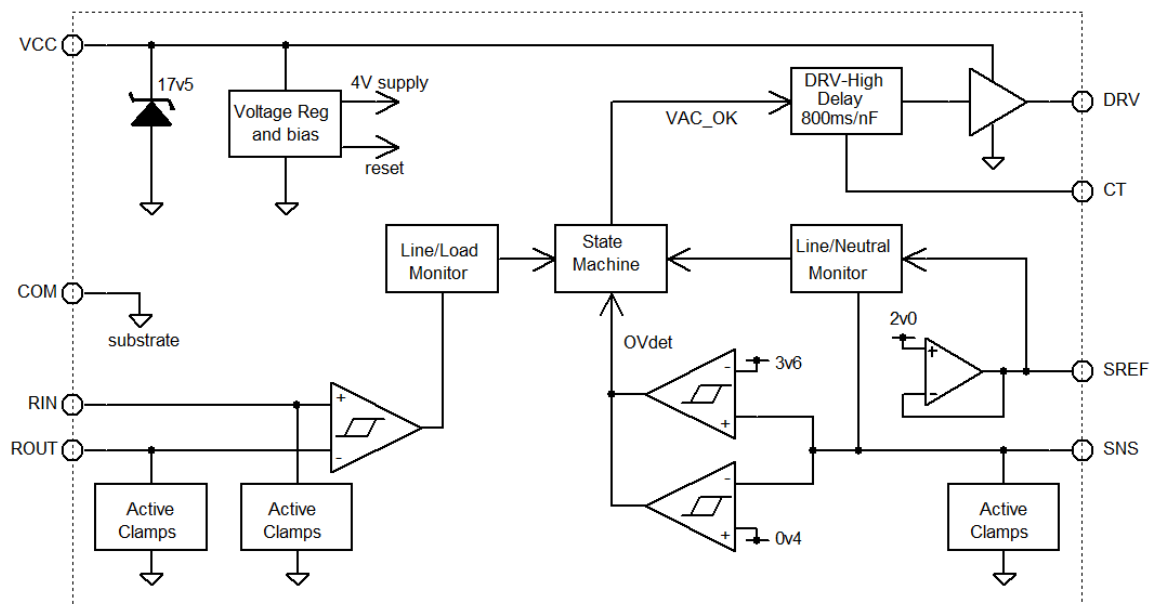 VCC
17v5
Voltage Reg
and bias
4V supply
reset
VAC_OK
DRV-High
Delay
800ms/nF
DRV
CT
Line/Load
Monitor
State
Machine
Line/Neutral
Monitor
COM
substrate
OVdet
2v0
+
-
SREF
3v6
-
+
RIN
+
ROUT
-
SNS
-
+
0v4
Active
Clamps
Active
Clamps
Active
Clamps